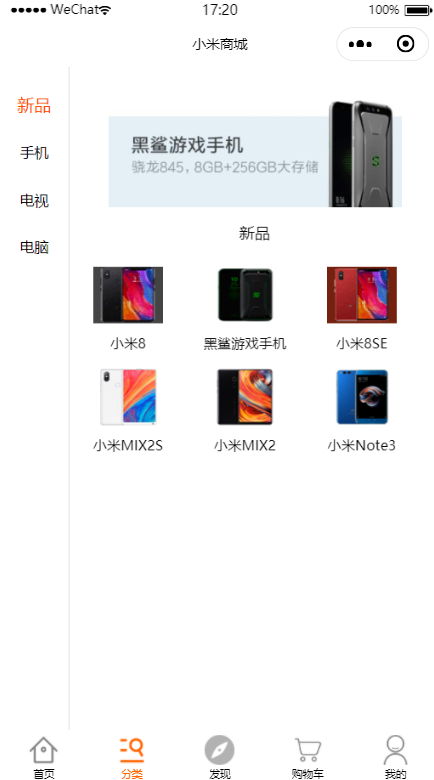 WeChat 17:20 100%
小米商城
新品
手机
电视
电脑
黑鲨游戏手机
骁龙845，8GB+256GB大存储
新品
小米8 黑鲨游戏手机 小米8SE
小米MIX2S 小米MIX2 小米Note3
首页 分类 发现 购物车 我的